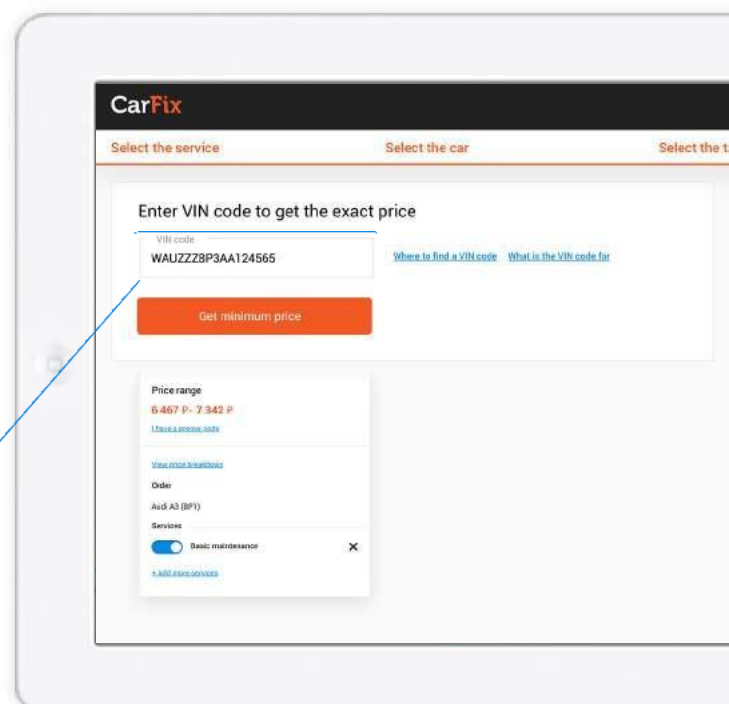 CarFix
Select the service Select the car Select the t
Enter VIN code to get the exact price
VIN code
WAUZZZ8P3AA124565
Where to find a VIN code What is the VIN code for
Get minimum price
Price range
6 467 ₽ - 7 342 ₽
I have a promo code
View price breakdown
Order
Audi A3 (8P1)
Services
Basic maintenance
+ Add more services